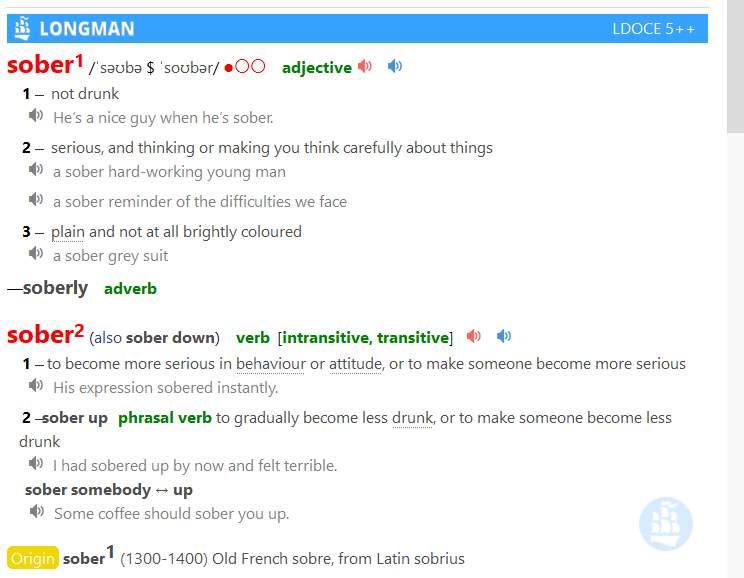 LONGMAN LDOCE 5++
sober1 /ˈsəʊbə $ ˈsoʊbər/ ●○○ adjective
1 – not drunk
He's a nice guy when he's sober.
2 – serious, and thinking or making you think carefully about things
a sober hard-working young man
a sober reminder of the difficulties we face
3 – plain and not at all brightly coloured
a sober grey suit
—soberly adverb
sober2 (also sober down) verb [intransitive, transitive]
1 – to become more serious in behaviour or attitude, or to make someone become more serious
His expression sobered instantly.
2 –sober up phrasal verb to gradually become less drunk, or to make someone become less
drunk
I had sobered up by now and felt terrible.
sober somebody ↔ up
Some coffee should sober you up.
Origin sober1 (1300-1400) Old French sobre, from Latin sobrius